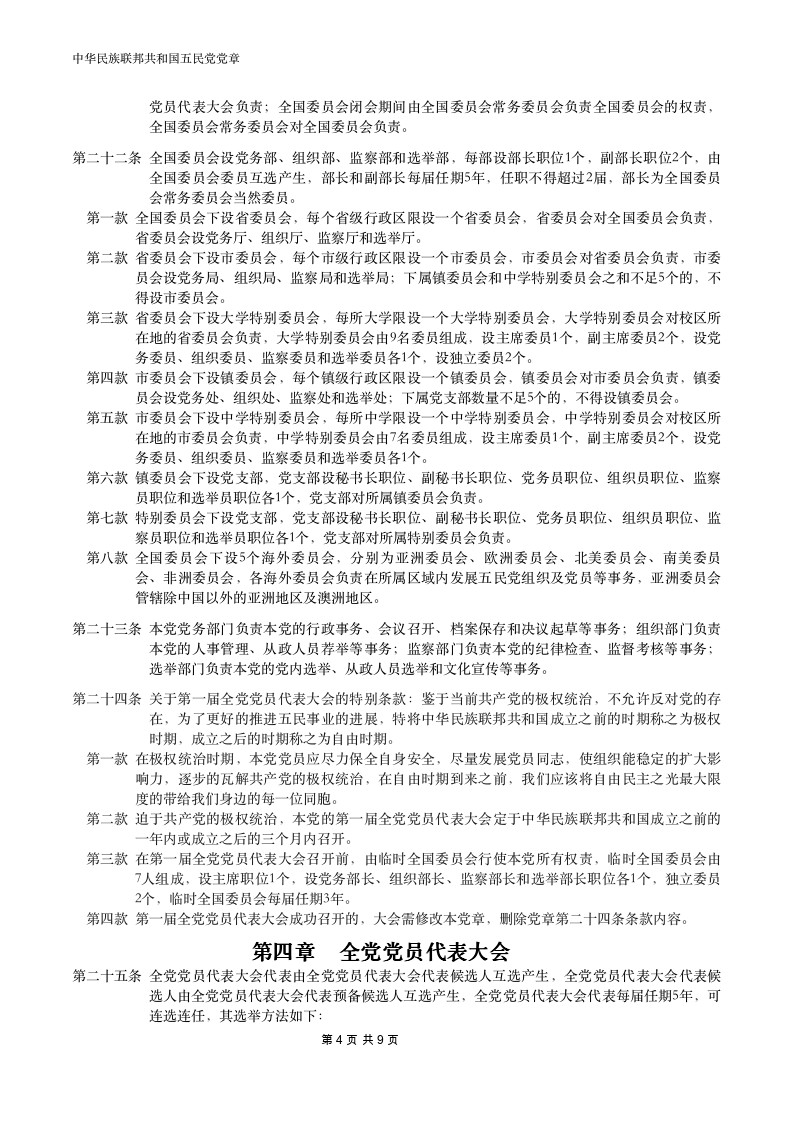 中华民族联邦共和国五民党党章
党员代表大会负责；全国委员会闭会期间由全国委员会常务委员会负责全国委员会的权责，
全国委员会常务委员会对全国委员会负责。
第二十二条 全国委员会设党务部、组织部、监察部和选举部，每部设部长职位1个，副部长职位2个，由
全国委员会委员互选产生，部长和副部长每届任期5年，任职不得超过2届，部长为全国委员
会常务委员会当然委员。
第一款 全国委员会下设省委员会，每个省级行政区限设一个省委员会，省委员会对全国委员会负责，
省委员会设党务厅、组织厅、监察厅和选举厅。
第二款 省委员会下设市委员会，每个市级行政区限设一个市委员会，市委员会对省委员会负责，市委
员会设党务局、组织局、监察局和选举局；下属镇委员会和中学特别委员会之和不足5个的，不
得设市委员会。
第三款 省委员会下设大学特别委员会，每所大学限设一个大学特别委员会，大学特别委员会对校区所
在地的省委员会负责，大学特别委员会由9名委员组成，设主席委员1个，副主席委员2个，设党
务委员、组织委员、监察委员和选举委员各1个，设独立委员2个。
第四款 市委员会下设镇委员会，每个镇级行政区限设一个镇委员会，镇委员会对市委员会负责，镇委
员会设党务处、组织处、监察处和选举处；下属党支部数量不足5个的，不得设镇委员会。
第五款 市委员会下设中学特别委员会，每所中学限设一个中学特别委员会，中学特别委员会对校区所
在地的市委员会负责，中学特别委员会由7名委员组成，设主席委员1个，副主席委员2个，设党
务委员、组织委员、监察委员和选举委员各1个。
第六款 镇委员会下设党支部，党支部设秘书长职位、副秘书长职位、党务员职位、组织员职位、监察
员职位和选举员职位各1个，党支部对所属镇委员会负责。
第七款 特别委员会下设党支部，党支部设秘书长职位、副秘书长职位、党务员职位、组织员职位、监
察员职位和选举员职位各1个，党支部对所属特别委员会负责。
第八款 全国委员会下设5个海外委员会，分别为亚洲委员会、欧洲委员会、北美委员会、南美委员
会、非洲委员会，各海外委员会负责在所属区域内发展五民党组织及党员等事务，亚洲委员会
管辖除中国以外的亚洲地区及澳洲地区。
第二十三条 本党党务部门负责本党的行政事务、会议召开、档案保存和决议起草等事务；组织部门负责
本党的人事管理、从政人员荐举等事务；监察部门负责本党的纪律检查、监督考核等事务；
选举部门负责本党的党内选举、从政人员选举和文化宣传等事务。
第二十四条 关于第一届全党党员代表大会的特别条款：鉴于当前共产党的极权统治，不允许反对党的存
在，为了更好的推进五民事业的进展，特将中华民族联邦共和国成立之前的时期称之为极权
时期，成立之后的时期称之为自由时期。
第一款 在极权统治时期，本党党员应尽力保全自身安全，尽量发展党员同志，使组织能稳定的扩大影
响力，逐步的瓦解共产党的极权统治，在自由时期到来之前，我们应该将自由民主之光最大限
度的带给我们身边的每一位同胞。
第二款 迫于共产党的极权统治，本党的第一届全党党员代表大会定于中华民族联邦共和国成立之前的
一年内或成立之后的三个月内召开。
第三款 在第一届全党党员代表大会召开前，由临时全国委员会行使本党所有权责，临时全国委员会由
7人组成，设主席职位1个，设党务部长、组织部长、监察部长和选举部长职位各1个，独立委员
2个，临时全国委员会每届任期3年。
第四款 第一届全党党员代表大会成功召开的，大会需修改本党章，删除党章第二十四条条款内容。
第四章 全党党员代表大会
第二十五条 全党党员代表大会代表由全党党员代表大会代表候选人互选产生，全党党员代表大会代表候
选人由全党党员代表大会代表预备候选人互选产生，全党党员代表大会代表每届任期5年，可
连选连任，其选举方法如下：
第 4 页 共 9 页